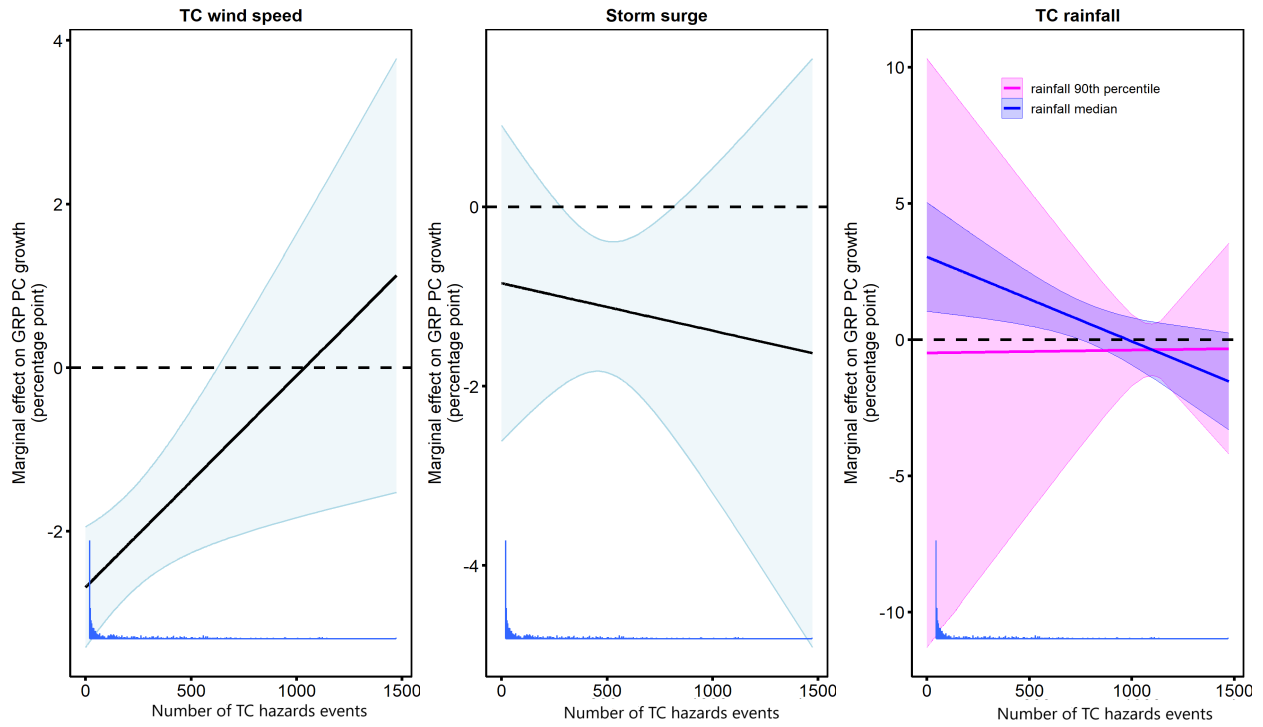 TC wind speed
Marginal effect on GRP PC growth
(percentage point)
4
2
0
-2
0
500
1000
1500
Number of TC hazards events
Storm surge
Marginal effect on GRP PC growth
(percentage point)
0
-2
-4
0
500
1000
1500
Number of TC hazards events
TC rainfall
Marginal effect on GRP PC growth
(percentage point)
10
5
0
-5
-10
rainfall 90th percentile
rainfall median
0
500
1000
1500
Number of TC hazards events